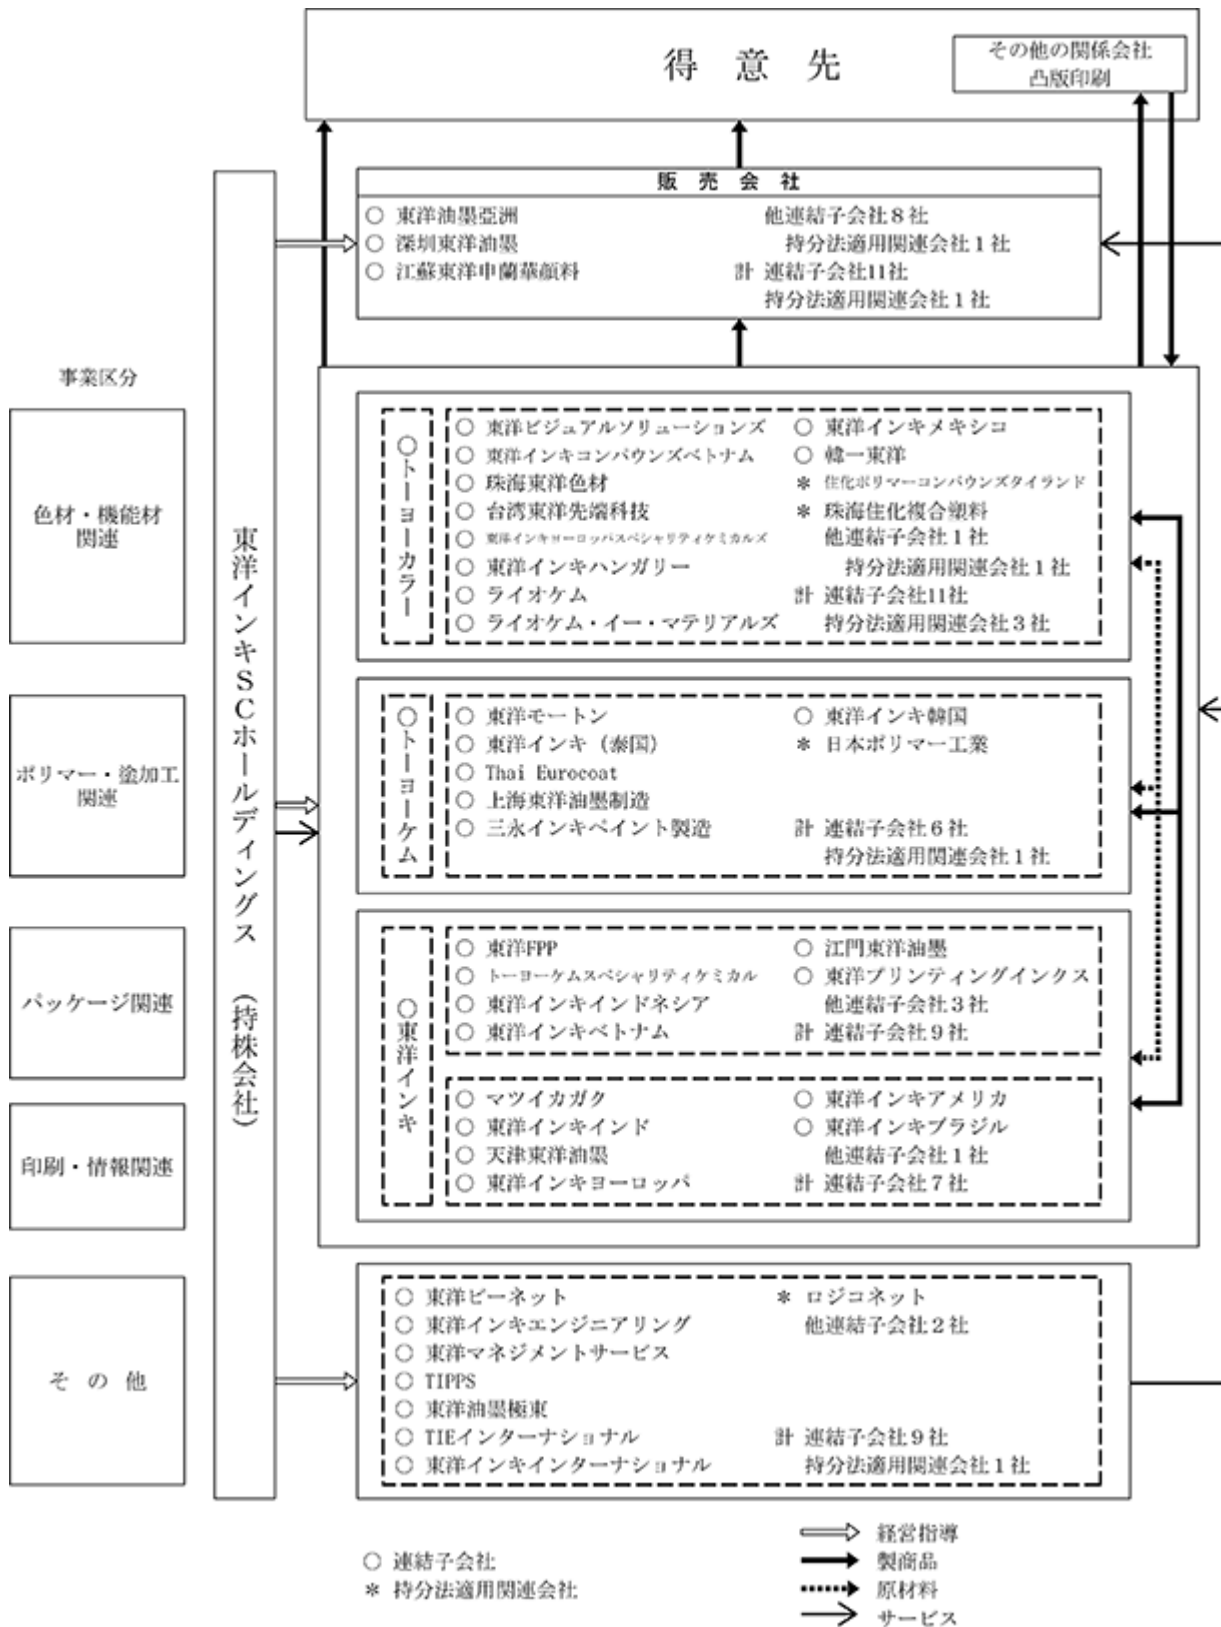 得意先
その他の関係会社
凸版印刷
販売会社
○ 東洋油墨亞洲
○ 深圳東洋油墨
○ 江蘇東洋申蘭華顔料
他連結子会社8社
持分法適用関連会社1社
計 連結子会社11社
持分法適用関連会社1社
事業区分
色材・機能材
関連
ポリマー・塗加工
関連
パッケージ関連
印刷・情報関連
その他
東洋インキSCホールディングス (持株会社)
○トーヨーカラー
○ 東洋ビジュアルソリューションズ
○ 東洋インキコンパウンズベトナム
○ 珠海東洋色材
○ 台湾東洋先端科技
○ 東洋インキヨーロッパスペシャリティケミカルズ
○ 東洋インキハンガリー
○ ライオケム
○ ライオケム・イー・マテリアルズ
○ 東洋インキメキシコ
○ 韓一東洋
* 住化ポリマーコンパウンズタイランド
* 珠海住化複合塑料
他連結子会社1社
持分法適用関連会社1社
計 連結子会社11社
持分法適用関連会社3社
○トーヨーケム
○ 東洋モートン
○ 東洋インキ(泰国)
○ Thai Eurocoat
○ 上海東洋油墨制造
○ 三永インキペイント製造
○ 東洋インキ韓国
* 日本ポリマー工業
計 連結子会社6社
持分法適用関連会社1社
○東洋インキ
○ 東洋FPP
○ トーヨーケムスペシャリティケミカル
○ 東洋インキインドネシア
○ 東洋インキベトナム
○ 江門東洋油墨
○ 東洋プリンティングインクス
他連結子会社3社
計 連結子会社9社
○ マツイカガク
○ 東洋インキインド
○ 天津東洋油墨
○ 東洋インキヨーロッパ
○ 東洋インキアメリカ
○ 東洋インキブラジル
他連結子会社1社
計 連結子会社7社
○ 東洋ビーネット
○ 東洋インキエンジニアリング
○ 東洋マネジメントサービス
○ TIPPS
○ 東洋油墨極東
○ TIEインターナショナル
○ 東洋インキインターナショナル
* ロジコネット
他連結子会社2社
計 連結子会社9社
持分法適用関連会社1社
○ 連結子会社
* 持分法適用関連会社
経営指導
製商品
原材料
サービス